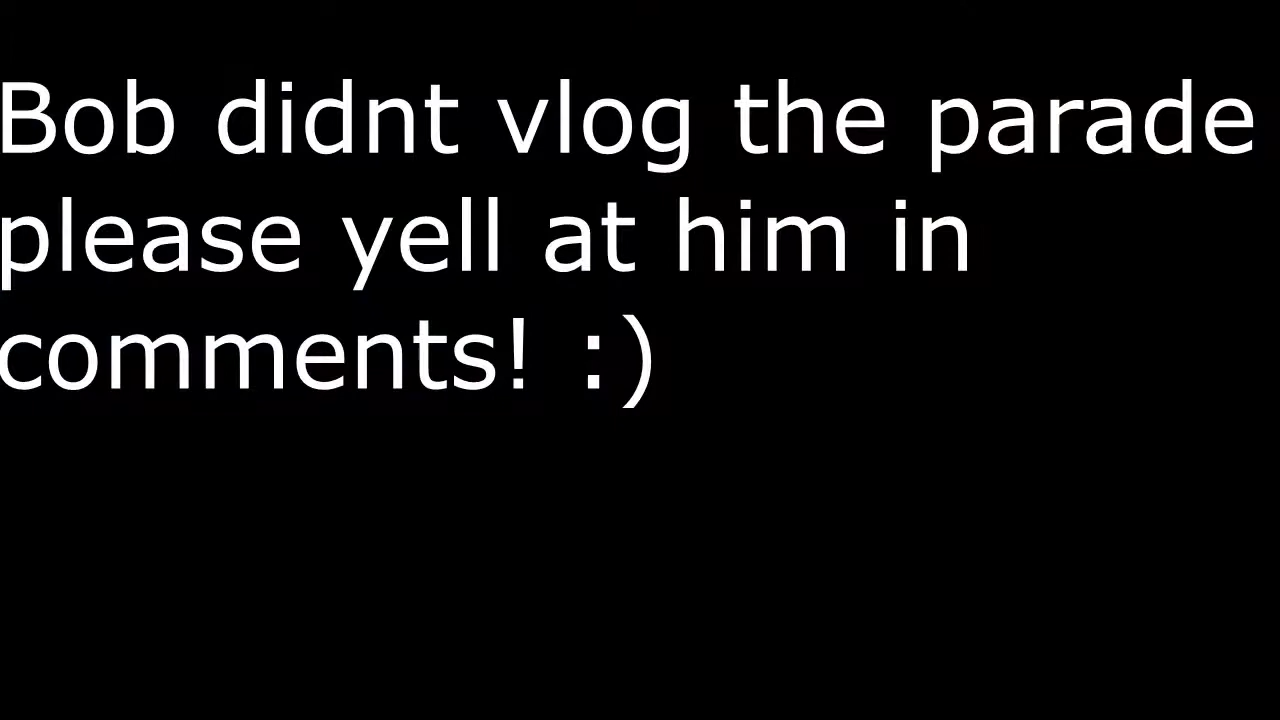 Bob didnt vlog the parade
please yell at him in
comments! :)